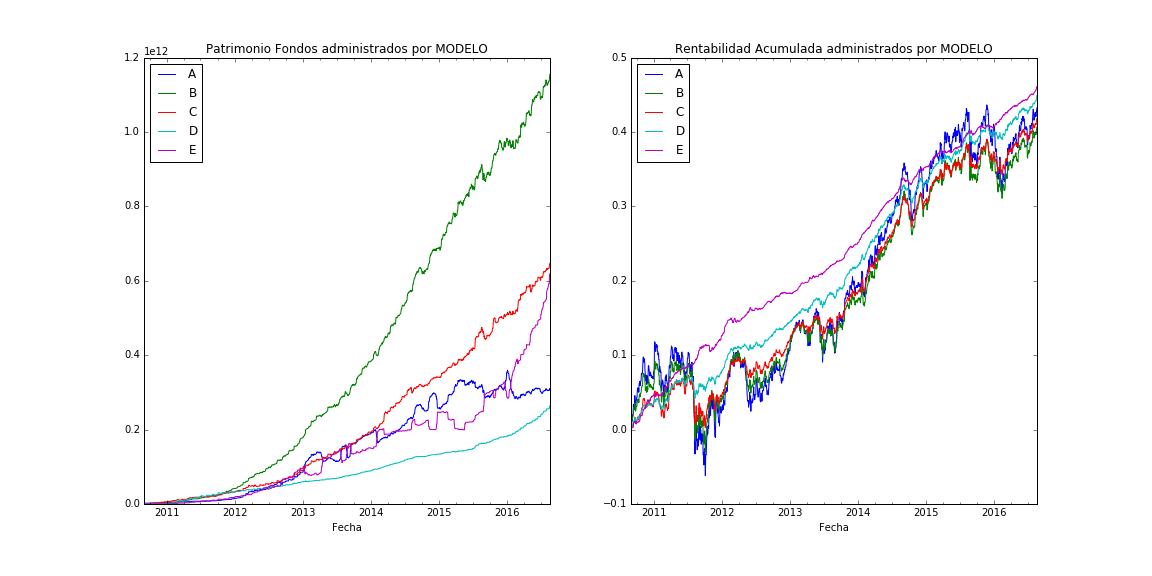 Patrimonio Fondos administrados por MODELO
1e12
1.2
1.0
0.8
0.6
0.4
0.2
0.0
A
B
C
D
E
2011 2012 2013 2014 2015 2016
Fecha
Rentabilidad Acumulada administrados por MODELO
0.5
0.4
0.3
0.2
0.1
0.0
−0.1
A
B
C
D
E
2011 2012 2013 2014 2015 2016
Fecha